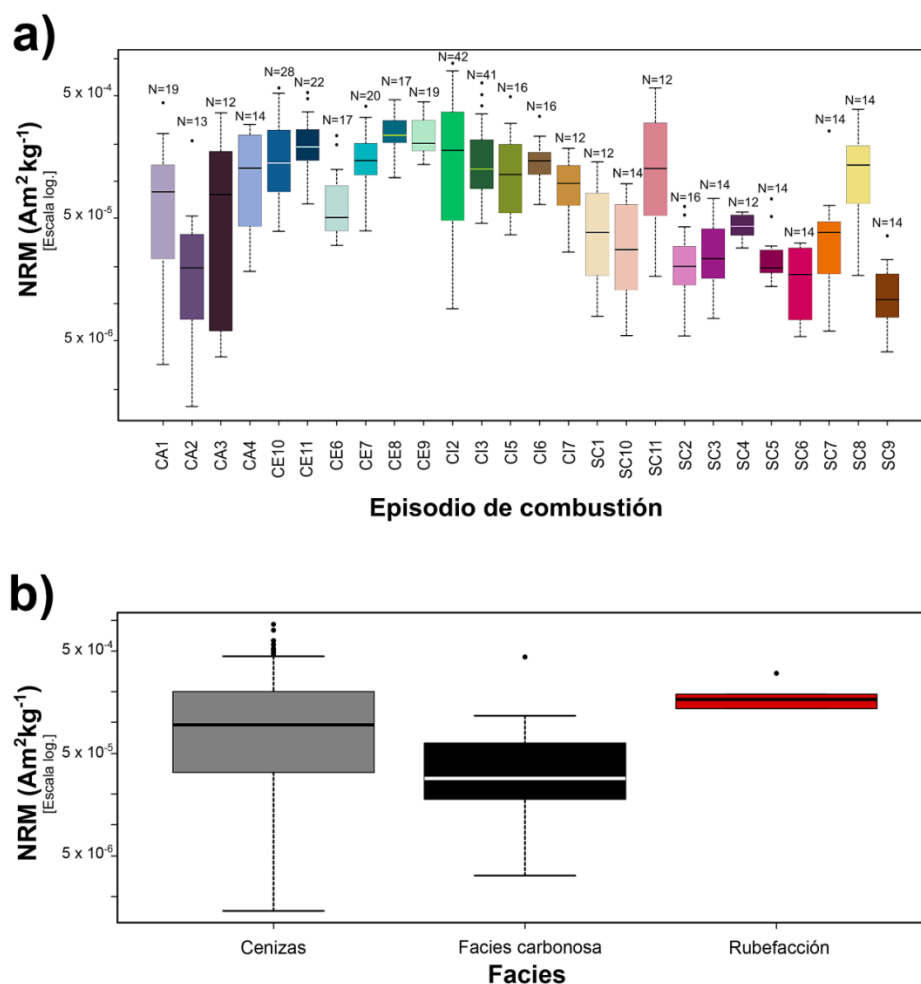 a)
NRM (Am²kg⁻¹)
[Escala log.]
5 x 10⁻⁴
5 x 10⁻⁵
5 x 10⁻⁶
N=19
N=13
N=12
N=14
N=28
N=22
N=17
N=20
N=17
N=19
N=42
N=41
N=16
N=16
N=12
N=12
N=14
N=12
N=16
N=14
N=12
N=14
N=14
N=14
N=14
N=14
CA1
CA2
CA3
CA4
CE10
CE11
CE6
CE7
CE8
CE9
CI2
CI3
CI5
CI6
CI7
SC1
SC10
SC11
SC2
SC3
SC4
SC5
SC6
SC7
SC8
SC9
Episodio de combustión
b)
NRM (Am²kg⁻¹)
[Escala log.]
5 x 10⁻⁴
5 x 10⁻⁵
5 x 10⁻⁶
Cenizas
Facies carbonosa
Rubefacción
Facies